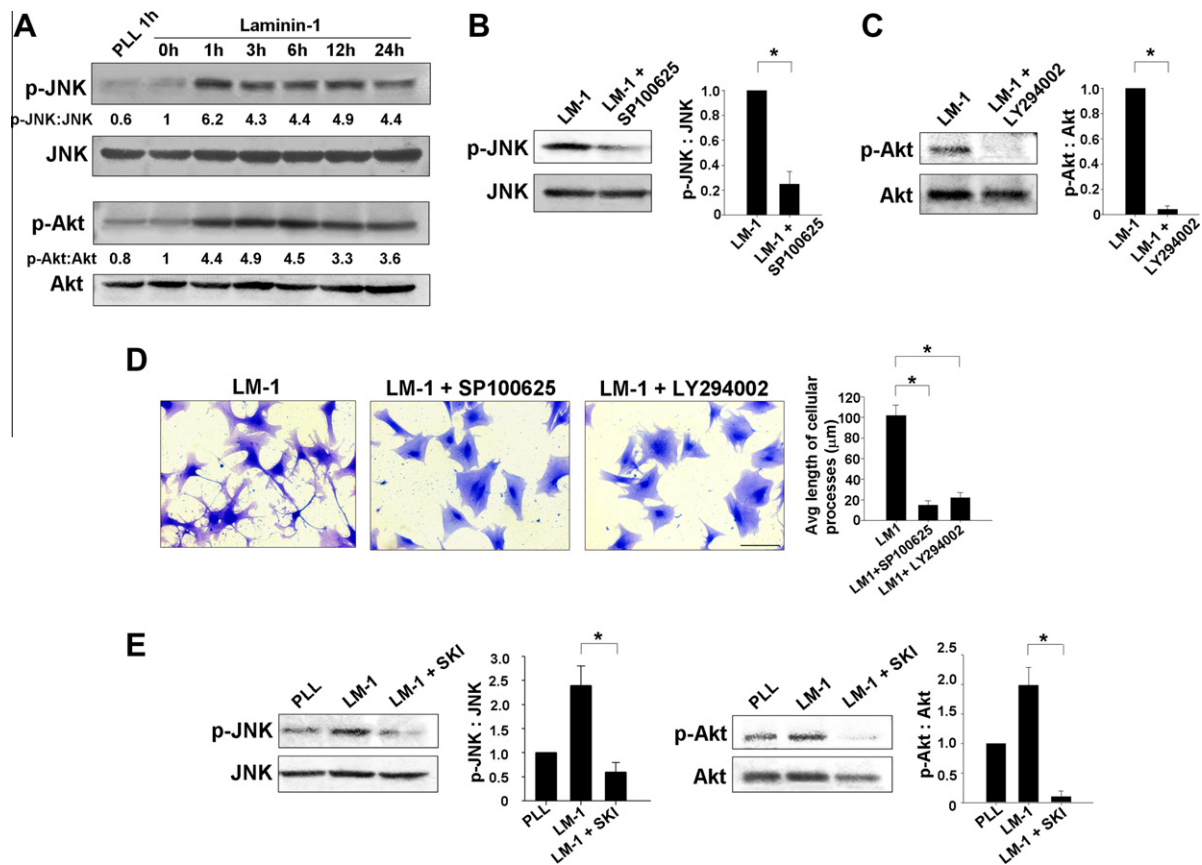 A
PLL 1h
Laminin-1
0h 1h 3h 6h 12h 24h
p-JNK
p-JNK:JNK 0.6 1 6.2 4.3 4.4 4.9 4.4
JNK
p-Akt
p-Akt:Akt 0.8 1 4.4 4.9 4.5 3.3 3.6
Akt
B
LM-1
LM-1 +
SP100625
p-JNK
JNK
p-JNK : JNK
1.0
0.8
0.6
0.4
0.2
0
*
LM-1
LM-1 +
SP100625
C
LM-1
LM-1 +
LY294002
p-Akt
Akt
p-Akt : Akt
1.0
0.8
0.6
0.4
0.2
0
*
LM-1
LM-1 +
LY294002
D
LM-1
LM-1 + SP100625
LM-1 + LY294002
Avg length of cellular
processes (μm)
120
100
80
60
40
20
0
*
*
LM1
LM1+SP100625
LM1+ LY294002
E
PLL
LM-1
LM-1 + SKI
p-JNK
JNK
p-JNK : JNK
3.0
2.5
2.0
1.5
1.0
0.5
0
*
PLL
LM-1
LM-1 + SKI
PLL
LM-1
LM-1 + SKI
p-Akt
Akt
p-Akt : Akt
2.5
2.0
1.5
1.0
0.5
0
*
PLL
LM-1
LM-1 + SKI